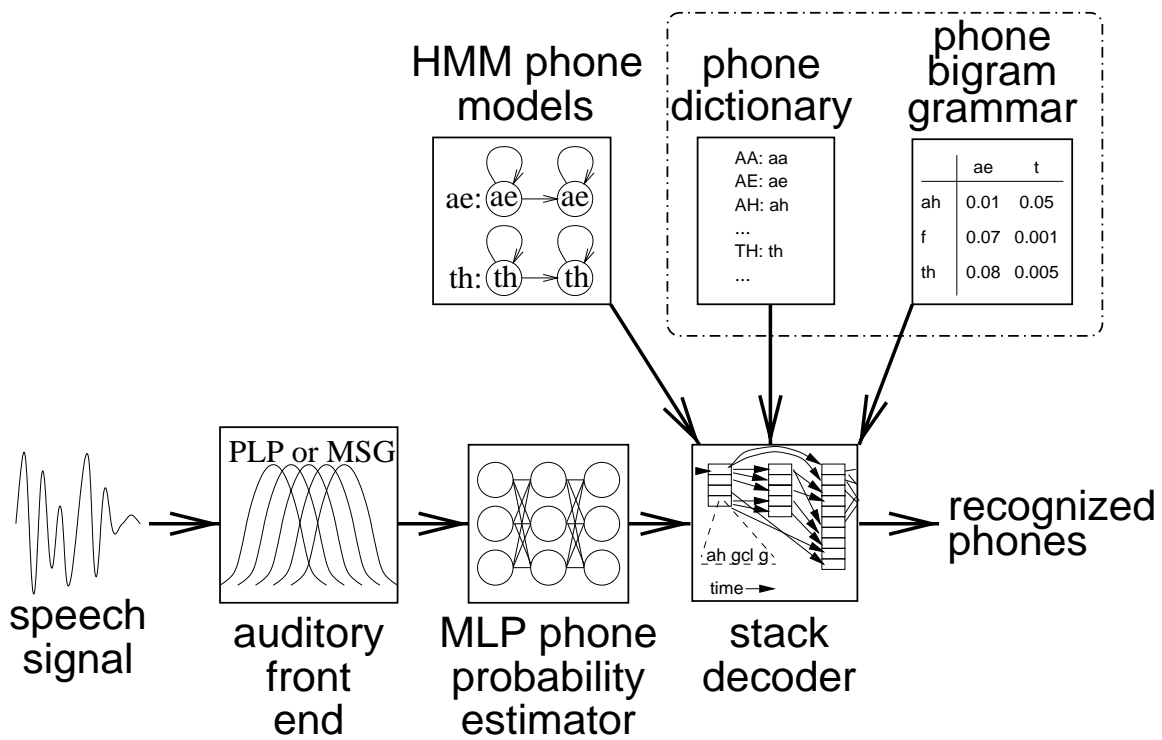 HMM phone
models
ae: ae ae
th: th th
phone
dictionary
AA: aa
AE: ae
AH: ah
...
TH: th
...
phone
bigram
grammar
ae t
ah 0.01 0.05
f 0.07 0.001
th 0.08 0.005
speech
signal
PLP or MSG
auditory
front
end
MLP phone
probability
estimator
ah gcl g
time
stack
decoder
recognized
phones